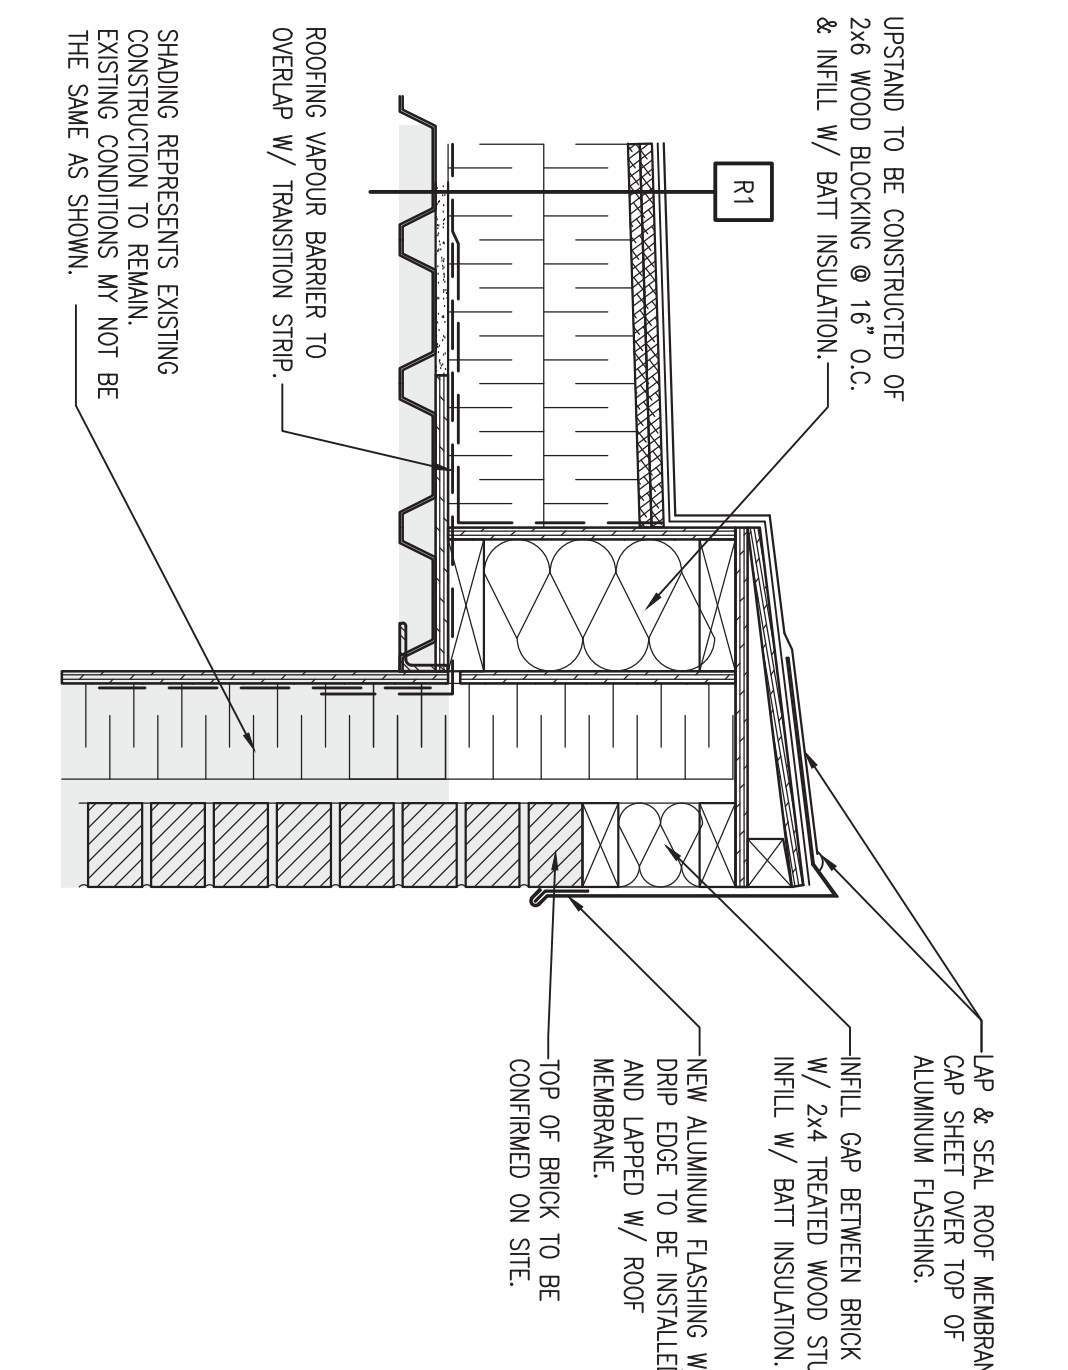 UPSTAND TO BE CONSTRUCTED OF
2x6 WOOD BLOCKING @ 16" O.C.
& INFILL W/ BATT INSULATION.
R1
ROOFING VAPOUR BARRIER TO
OVERLAP W/ TRANSITION STRIP.
SHADING REPRESENTS EXISTING
CONSTRUCTION TO REMAIN.
EXISTING CONDITIONS MY NOT BE
THE SAME AS SHOWN.
LAP & SEAL ROOF
CAP SHEET OVER TOP OF
ALUMINUM FLASHING.
INFILL GAP BETWEEN BRICK
W/ 2x4 TREATED WOOD
INFILL W/ BATT INSULATION.
NEW ALUMINUM FLASHING
DRIP EDGE TO BE
AND LAPPED W/ ROOF
MEMBRANE.
TOP OF BRICK TO BE
CONFIRMED ON SITE.